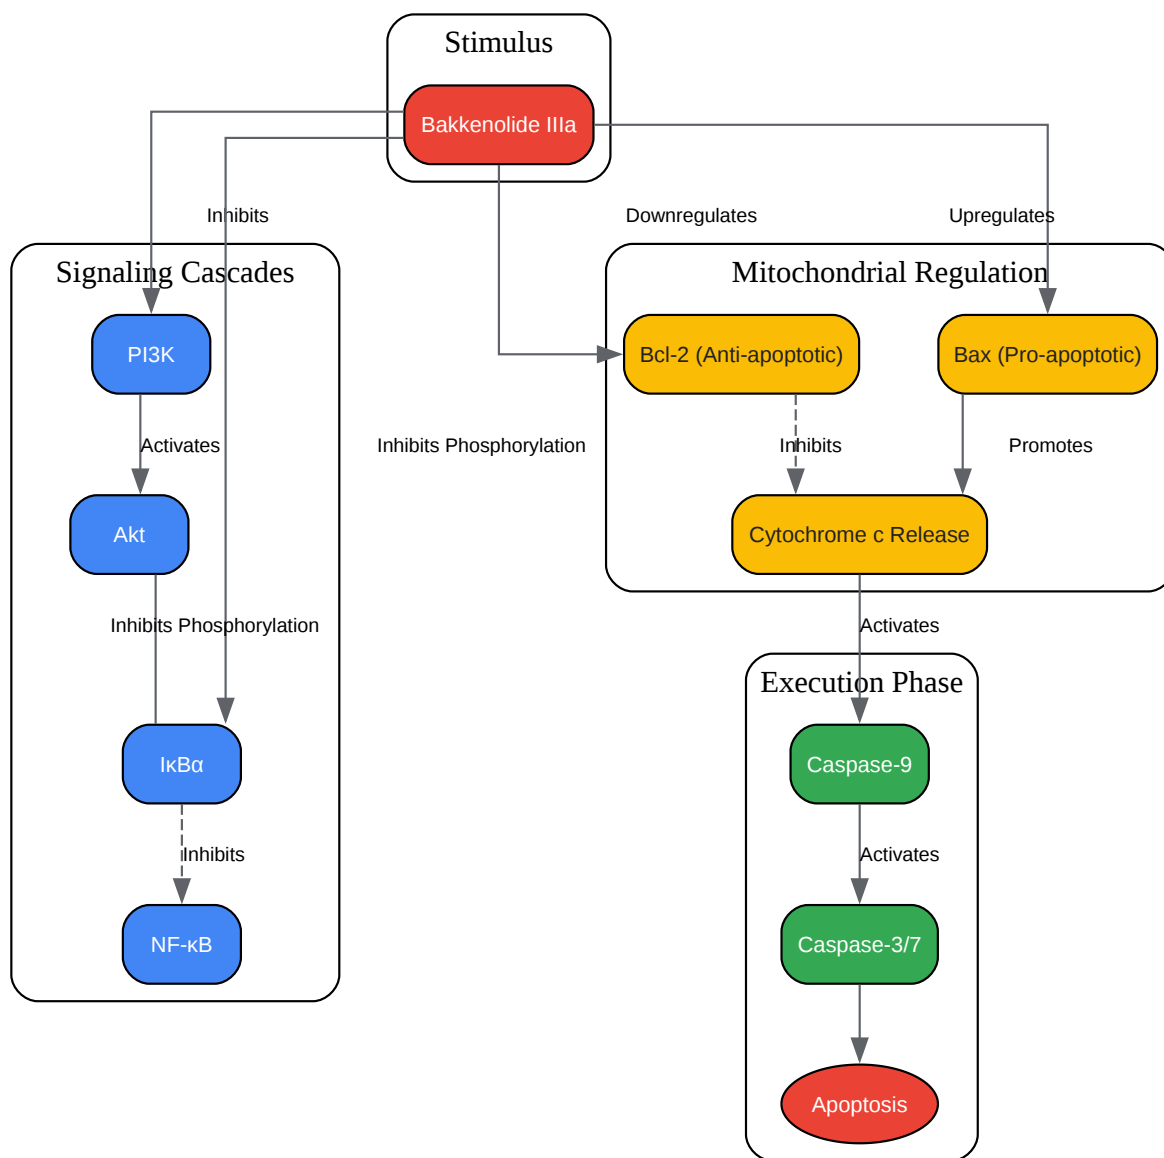 Stimulus
Bakkenolide IIIa
Inhibits
Downregulates
Upregulates
Signaling Cascades
Mitochondrial Regulation
PI3K
Bcl-2 (Anti-apoptotic)
Bax (Pro-apoptotic)
Activates
Inhibits Phosphorylation
Inhibits
Promotes
Akt
Cytochrome c Release
Inhibits Phosphorylation
Activates
Execution Phase
IκBα
Caspase-9
Inhibits
Activates
NF-κB
Caspase-3/7
Apoptosis